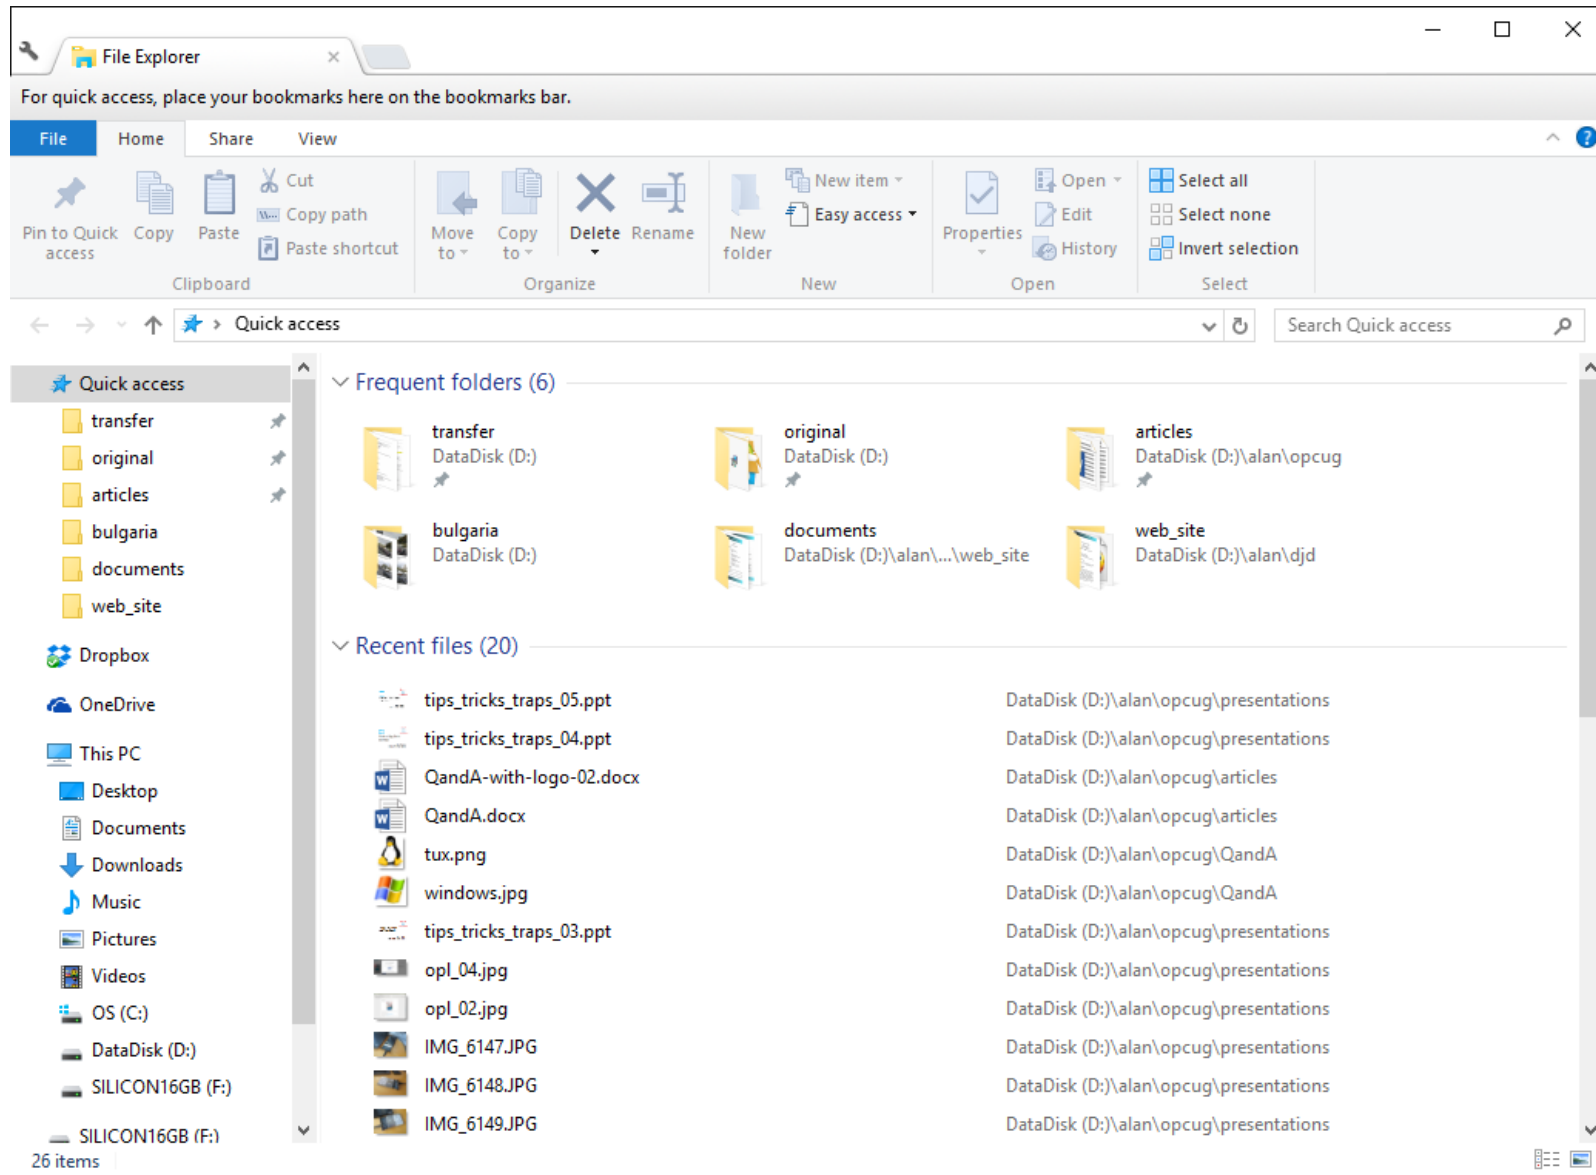 File Explorer
For quick access, place your bookmarks here on the bookmarks bar.
File Home Share View
Pin to Quick access
Copy
Paste
Cut
Copy path
Paste shortcut
Clipboard
Move to
Copy to
Delete
Rename
Organize
New folder
New item
Easy access
New
Properties
Open
Edit
History
Open
Select all
Select none
Invert selection
Select
Quick access
Search Quick access
Quick access
transfer
original
articles
bulgaria
documents
web_site
Dropbox
OneDrive
This PC
Desktop
Documents
Downloads
Music
Pictures
Videos
OS (C:)
DataDisk (D:)
SILICON16GB (F:)
SILICON16GB (F:)
Frequent folders (6)
transfer
DataDisk (D:)
original
DataDisk (D:)
articles
DataDisk (D:)\alan\opcug
bulgaria
DataDisk (D:)
documents
DataDisk (D:)\alan\...\web_site
web_site
DataDisk (D:)\alan\djd
Recent files (20)
tips_tricks_traps_05.ppt DataDisk (D:)\alan\opcug\presentations
tips_tricks_traps_04.ppt DataDisk (D:)\alan\opcug\presentations
QandA-with-logo-02.docx DataDisk (D:)\alan\opcug\articles
QandA.docx DataDisk (D:)\alan\opcug\articles
tux.png DataDisk (D:)\alan\opcug\QandA
windows.jpg DataDisk (D:)\alan\opcug\QandA
tips_tricks_traps_03.ppt DataDisk (D:)\alan\opcug\presentations
opl_04.jpg DataDisk (D:)\alan\opcug\presentations
opl_02.jpg DataDisk (D:)\alan\opcug\presentations
IMG_6147.JPG DataDisk (D:)\alan\opcug\presentations
IMG_6148.JPG DataDisk (D:)\alan\opcug\presentations
IMG_6149.JPG DataDisk (D:)\alan\opcug\presentations
26 items